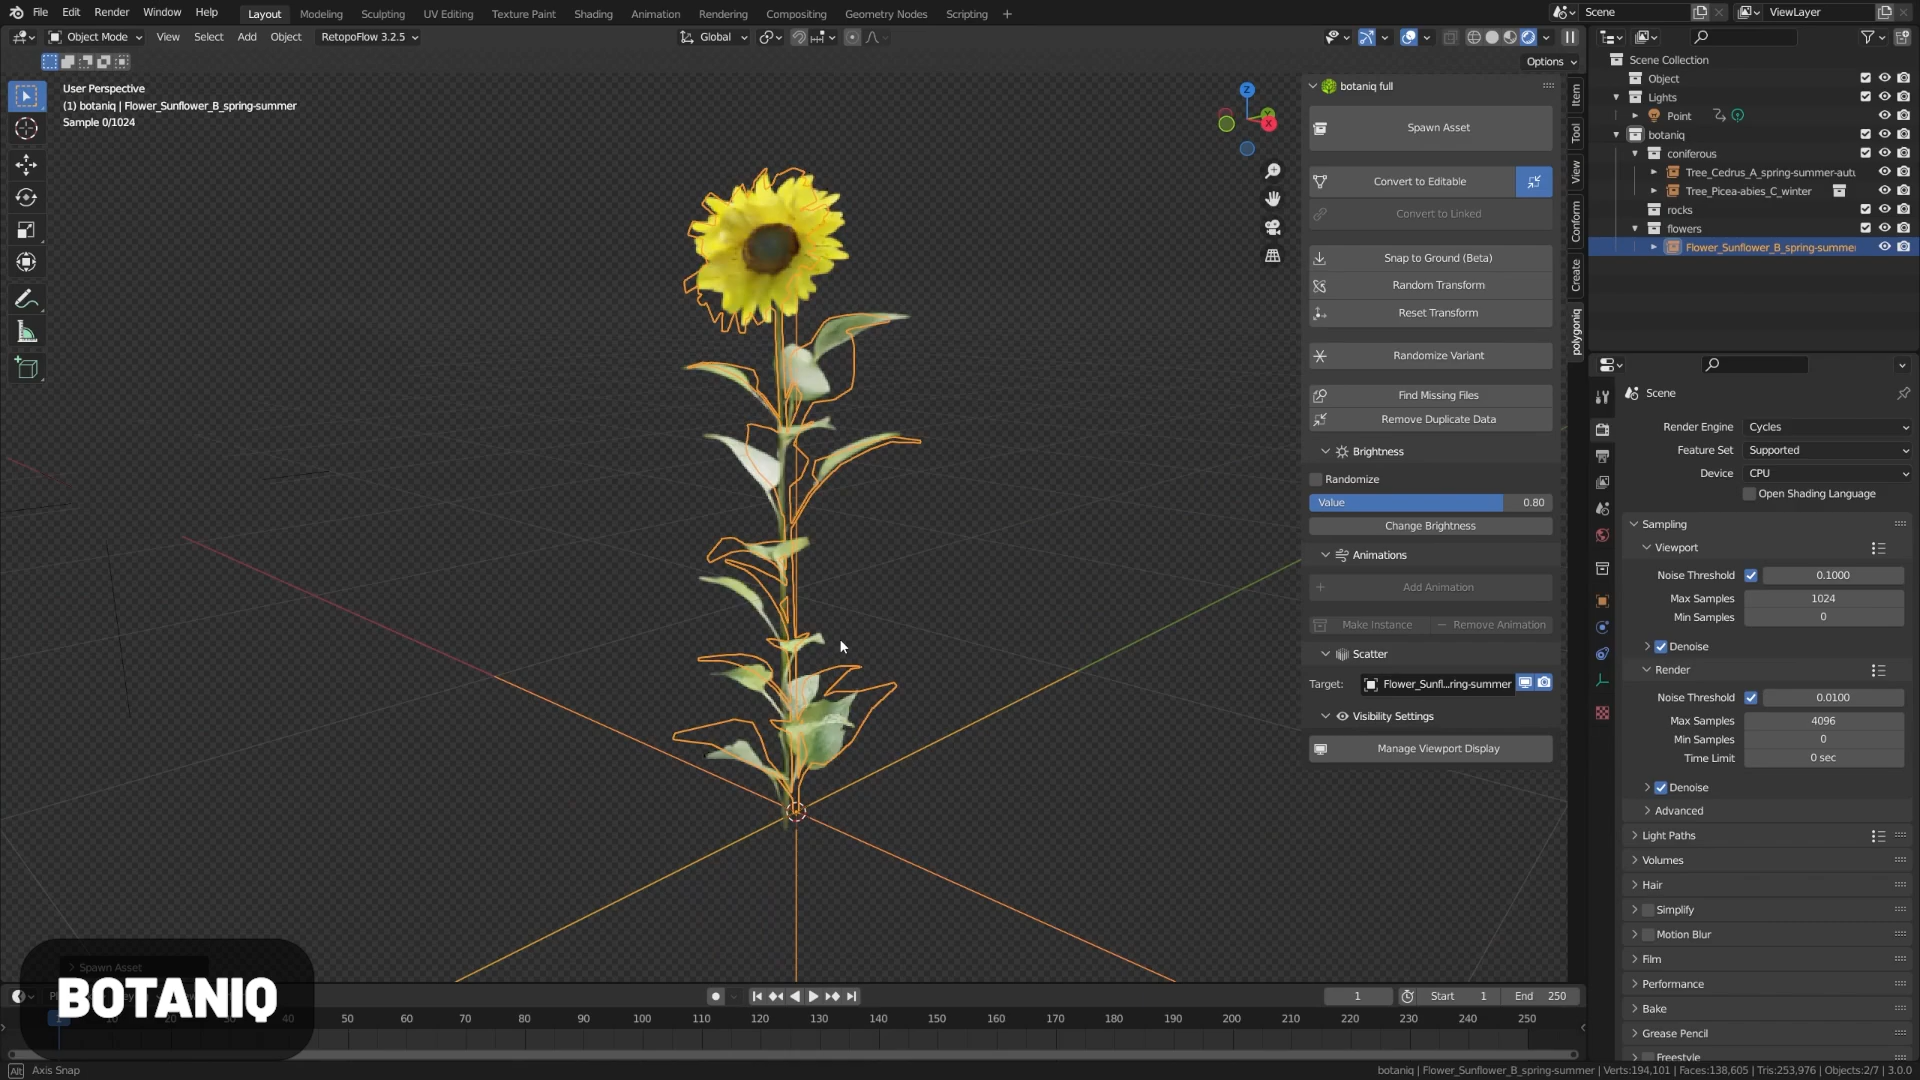 File Edit Render Window Help
Layout Modeling Sculpting UV Editing Texture Paint Shading Animation Rendering Compositing Geometry Nodes Scripting +
Scene
ViewLayer
Object Mode View Select Add Object RetopoFlow 3.2.5
Global
Options
User Perspective
(1) botaniq | Flower_Sunflower_B_spring-summer
Sample 0/1024
Z
X
botaniq full
Spawn Asset
Convert to Editable
Convert to Linked
Snap to Ground (Beta)
Random Transform
Reset Transform
Randomize Variant
Find Missing Files
Remove Duplicate Data
Brightness
Randomize
Value 0.80
Change Brightness
Animations
Add Animation
Make Instance Remove Animation
Scatter
Target: Flower_Sunfl...ring-summer
Visibility Settings
Manage Viewport Display
Item
Tool
View
Conform
Create
polygoniq
Scene Collection
Object
Lights
Point
botaniq
coniferous
Tree_Cedrus_A_spring-summer-autu
Tree_Picea-abies_C_winter
rocks
flowers
Flower_Sunflower_B_spring-summer
Scene
Render Engine Cycles
Feature Set Supported
Device CPU
Open Shading Language
Sampling
Viewport
Noise Threshold 0.1000
Max Samples 1024
Min Samples 0
Denoise
Render
Noise Threshold 0.0100
Max Samples 4096
Min Samples 0
Time Limit 0 sec
Denoise
Advanced
Light Paths
Volumes
Hair
Simplify
Motion Blur
Film
Performance
Bake
Grease Pencil
Freestyle
Spawn Asset
BOTANIQ
1 Start 1 End 250
1 10 40 50 60 70 80 90 100 110 120 130 140 150 160 170 180 190 200 210 220 230 240 250
Alt Axis Snap
botaniq | Flower_Sunflower_B_spring-summer | Verts:194,101 | Faces:138,605 | Tris:253,976 | Objects:2/7 | 3.0.0